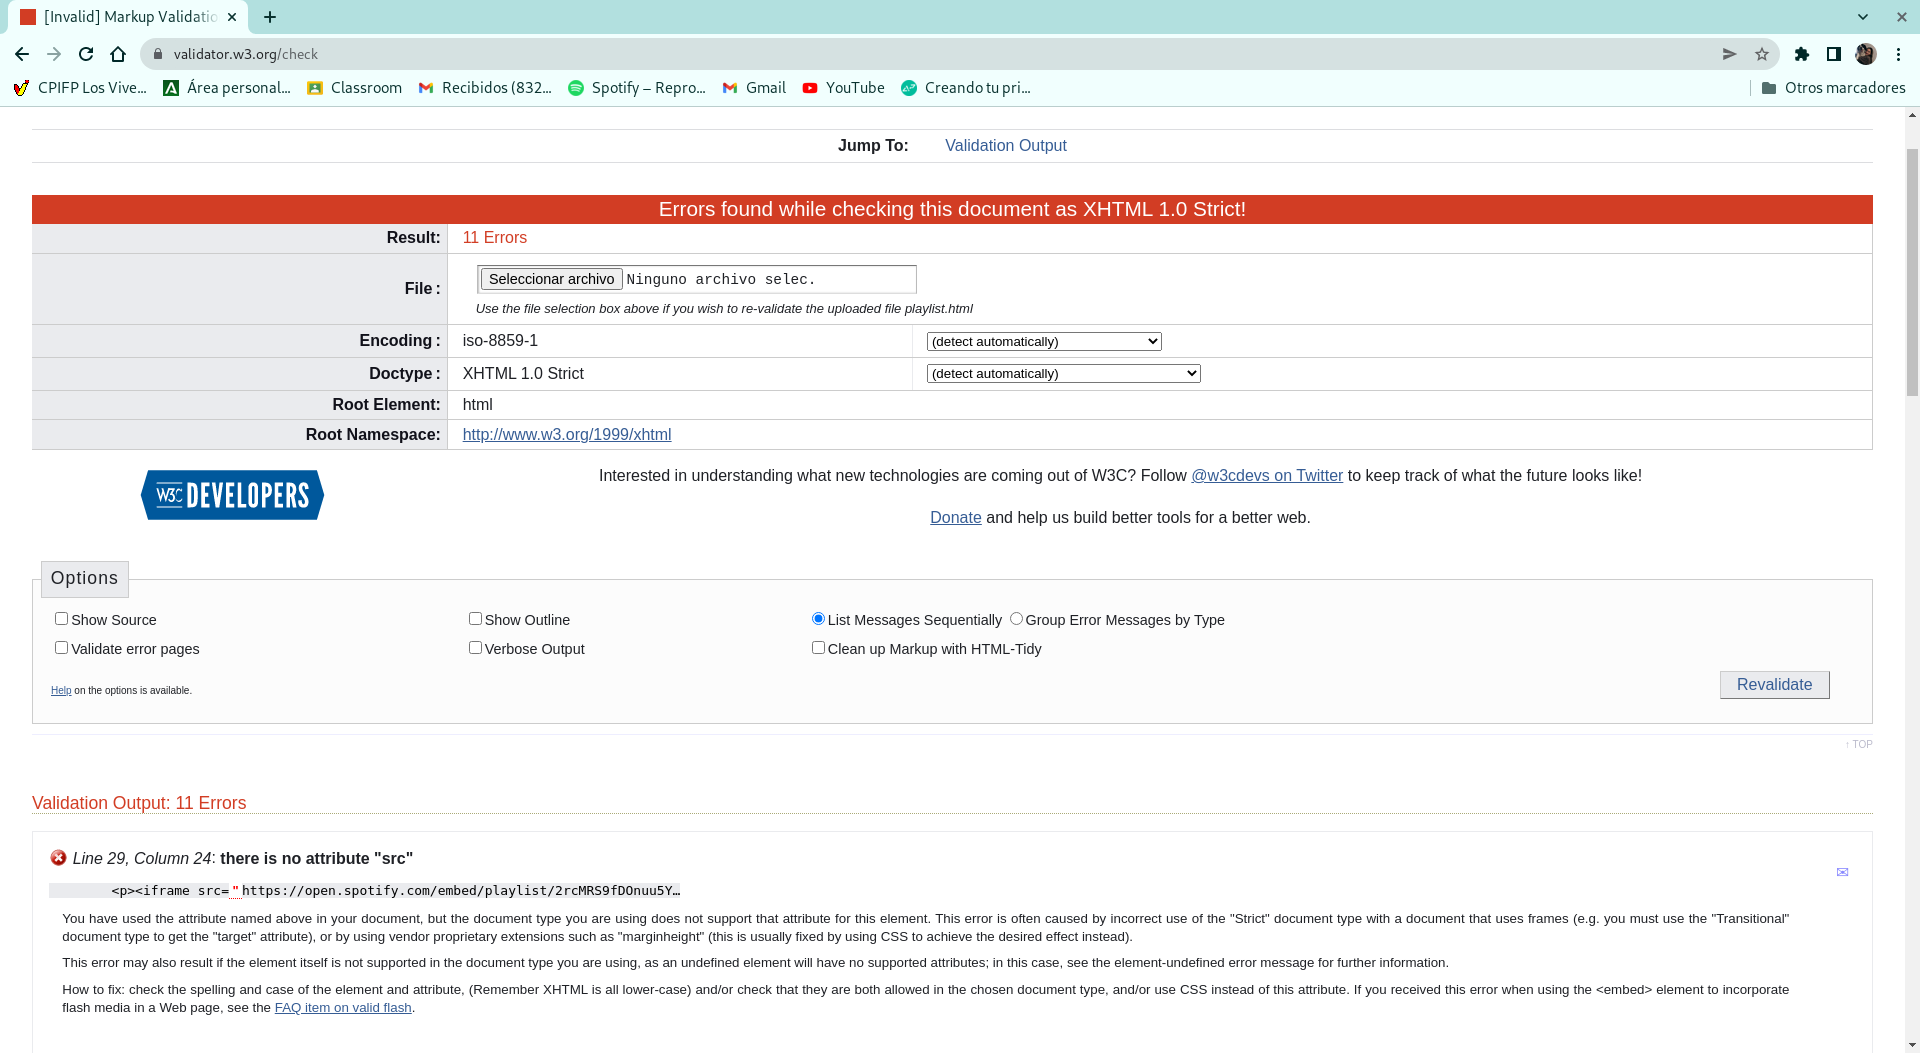 [Invalid] Markup Validatio
validator.w3.org/check
CPIFP Los Vive... Área personal... Classroom Recibidos (832... Spotify – Repro... Gmail YouTube Creando tu pri... Otros marcadores
Jump To: Validation Output
Errors found while checking this document as XHTML 1.0 Strict!
Result: 11 Errors
File : Seleccionar archivo Ninguno archivo selec.
Use the file selection box above if you wish to re-validate the uploaded file playlist.html
Encoding : iso-8859-1 (detect automatically)
Doctype : XHTML 1.0 Strict (detect automatically)
Root Element: html
Root Namespace: http://www.w3.org/1999/xhtml
W3C DEVELOPERS
Interested in understanding what new technologies are coming out of W3C? Follow @w3cdevs on Twitter to keep track of what the future looks like!
Donate and help us build better tools for a better web.
Options
Show Source Show Outline List Messages Sequentially Group Error Messages by Type
Validate error pages Verbose Output Clean up Markup with HTML-Tidy
Help on the options is available. Revalidate
↑ TOP
Validation Output: 11 Errors
Line 29, Column 24: there is no attribute "src"
<p><iframe src="https://open.spotify.com/embed/playlist/2rcMRS9fDOnuu5Y…
You have used the attribute named above in your document, but the document type you are using does not support that attribute for this element. This error is often caused by incorrect use of the "Strict" document type with a document that uses frames (e.g. you must use the "Transitional"
document type to get the "target" attribute), or by using vendor proprietary extensions such as "marginheight" (this is usually fixed by using CSS to achieve the desired effect instead).
This error may also result if the element itself is not supported in the document type you are using, as an undefined element will have no supported attributes; in this case, see the element-undefined error message for further information.
How to fix: check the spelling and case of the element and attribute, (Remember XHTML is all lower-case) and/or check that they are both allowed in the chosen document type, and/or use CSS instead of this attribute. If you received this error when using the <embed> element to incorporate
flash media in a Web page, see the FAQ item on valid flash.